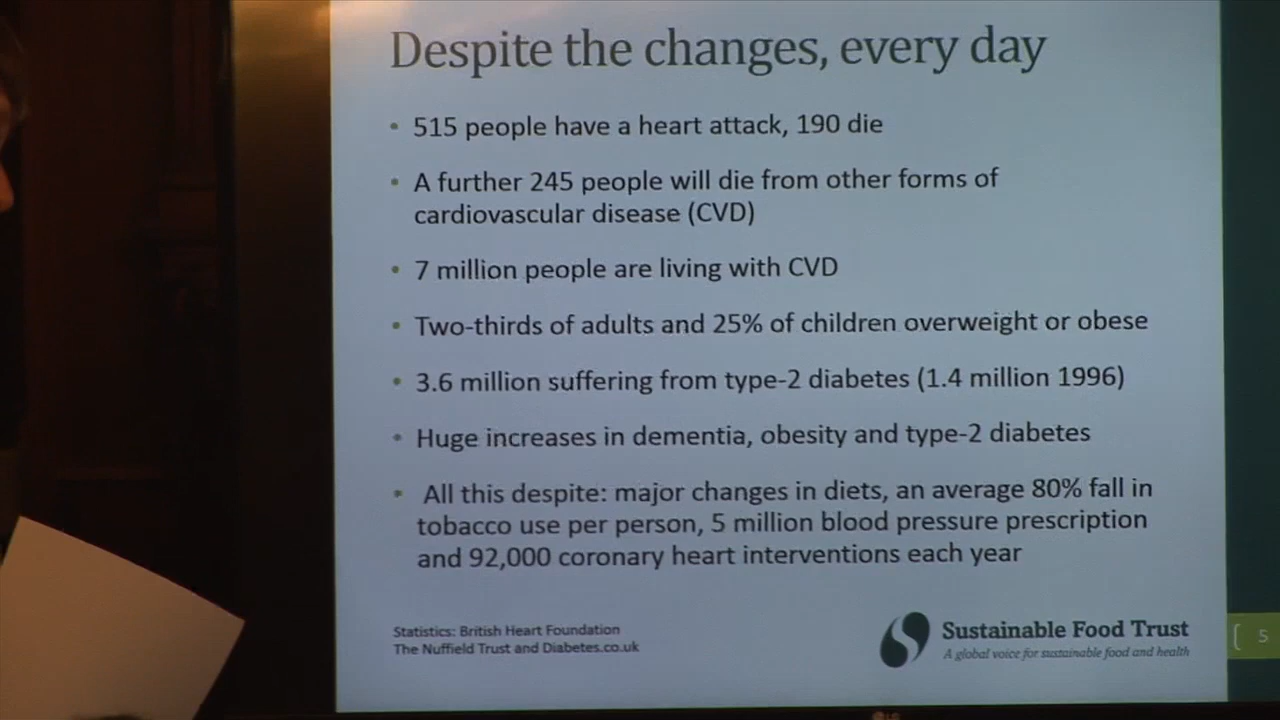 Despite the changes, every day
• 515 people have a heart attack, 190 die
• A further 245 people will die from other forms of
cardiovascular disease (CVD)
• 7 million people are living with CVD
• Two-thirds of adults and 25% of children overweight or obese
• 3.6 million suffering from type-2 diabetes (1.4 million 1996)
• Huge increases in dementia, obesity and type-2 diabetes
• All this despite: major changes in diets, an average 80% fall in
tobacco use per person, 5 million blood pressure prescription
and 92,000 coronary heart interventions each year
Statistics: British Heart Foundation
The Nuffield Trust and Diabetes.co.uk
Sustainable Food Trust
A global voice for sustainable food and health
5
LG